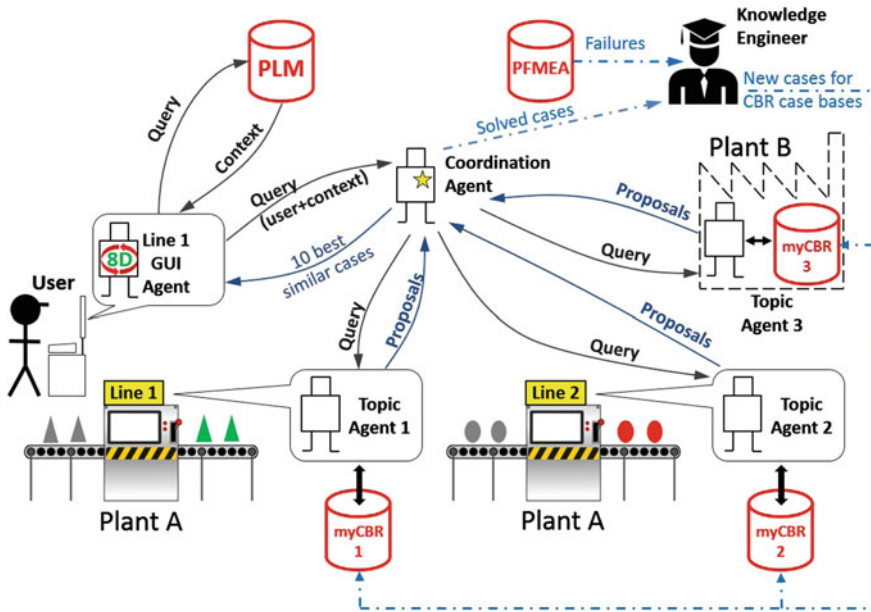 PLM
PFMEA
Failures
Knowledge
Engineer
New cases for
CBR case bases
Solved cases
Query
Context
Query
(user+context)
Coordination
Agent
Plant B
Proposals
Query
myCBR
3
Topic
Agent 3
8D
Line 1
GUI
Agent
10 best
similar cases
User
Query
Proposals
Proposals
Query
Line 1
Topic
Agent 1
Plant A
myCBR
1
Line 2
Topic
Agent 2
Plant A
myCBR
2